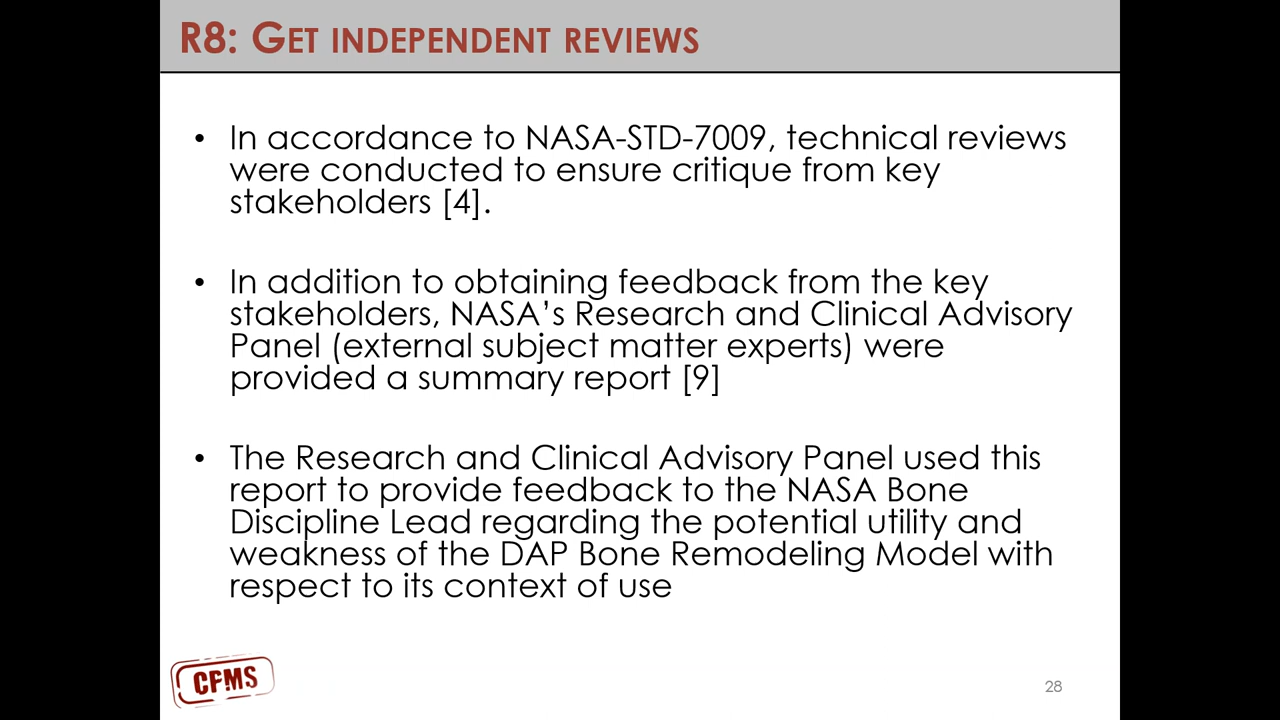 R8: GET INDEPENDENT REVIEWS
• In accordance to NASA-STD-7009, technical reviews
were conducted to ensure critique from key
stakeholders [4].
• In addition to obtaining feedback from the key
stakeholders, NASA’s Research and Clinical Advisory
Panel (external subject matter experts) were
provided a summary report [9]
• The Research and Clinical Advisory Panel used this
report to provide feedback to the NASA Bone
Discipline Lead regarding the potential utility and
weakness of the DAP Bone Remodeling Model with
respect to its context of use
CFMS
28